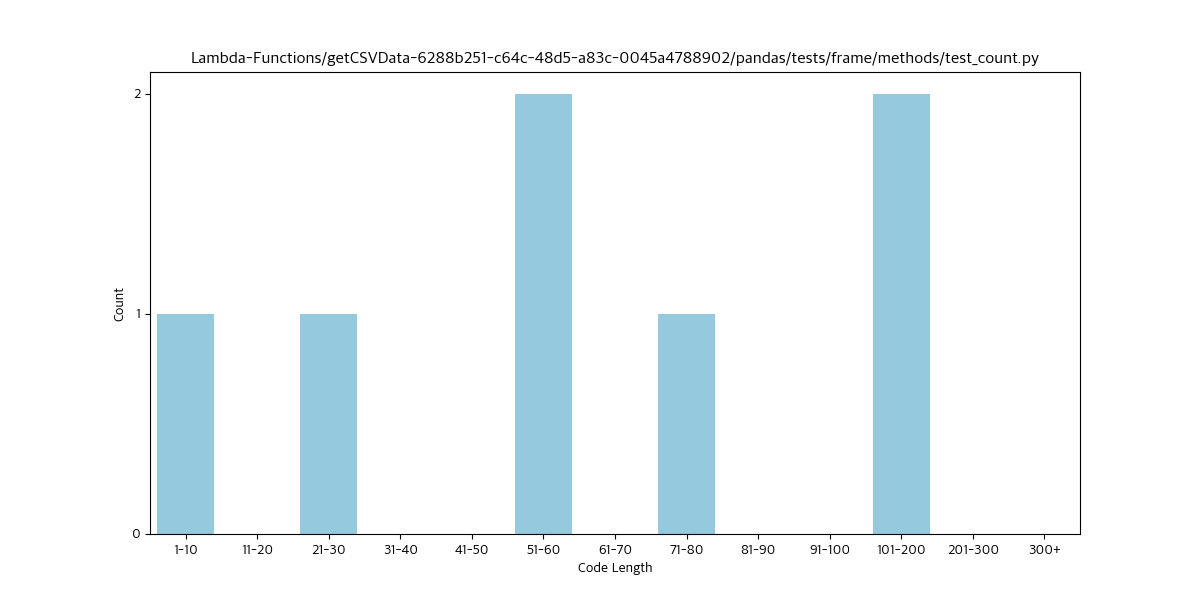 Lambda-Functions/getCSVData-6288b251-c64c-48d5-a83c-0045a4788902/pandas/tests/frame/methods/test_count.py
2
1
0
Count
1-10 11-20 21-30 31-40 41-50 51-60 61-70 71-80 81-90 91-100 101-200 201-300 300+
Code Length